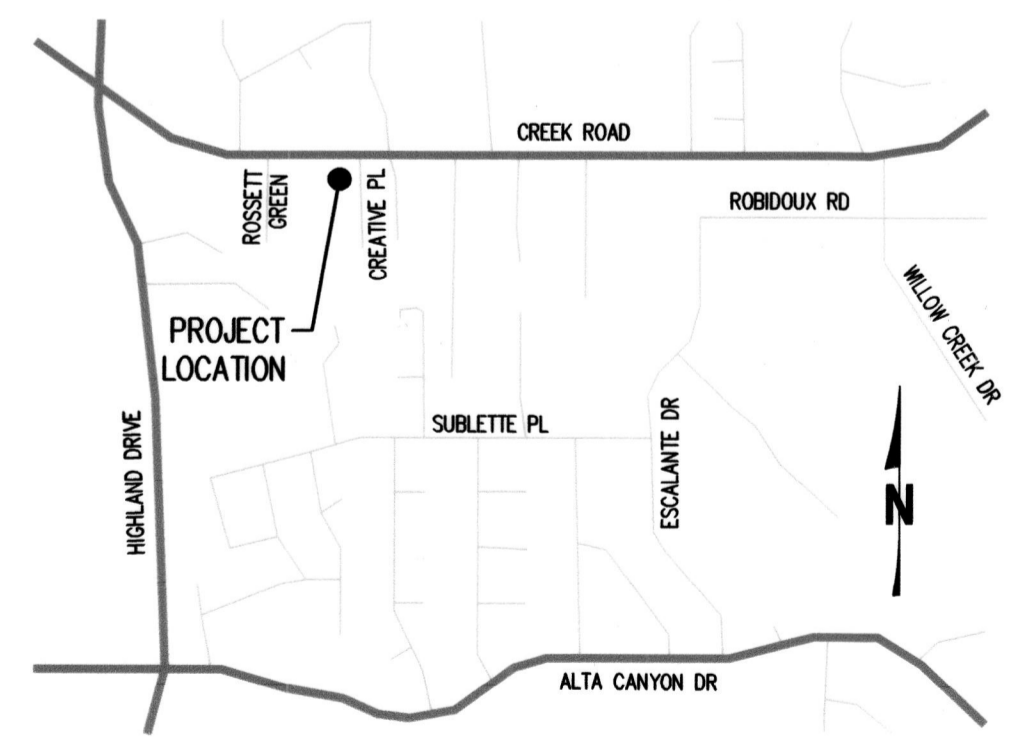 CREEK ROAD
ROSSETT
GREEN
CREATIVE PL
ROBIDOUX RD
WILLOW CREEK DR
PROJECT
LOCATION
HIGHLAND DRIVE
SUBLETTE PL
ESCALANTE DR
N
ALTA CANYON DR